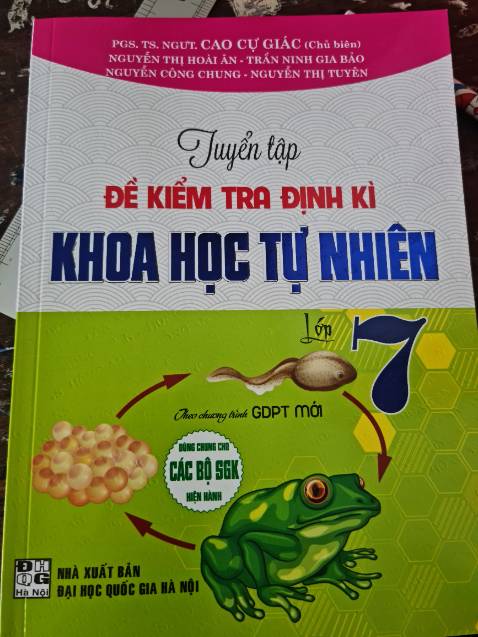 PGS. TS. NGƯT. CAO CỰ GIÁC (Chủ biên)
NGUYỄN THỊ HOÀI ÂN - TRẦN NINH GIA BẢO
NGUYỄN CÔNG CHUNG - NGUYỄN THỊ TUYÊN
Tuyển tập
ĐỀ KIỂM TRA ĐỊNH KÌ
KHOA HỌC TỰ NHIÊN
Lớp 7
Theo chương trình GDPT MỚI
DÙNG CHUNG CHO
CÁC BỘ SGK
HIỆN HÀNH
ĐH
QG
Hà Nội
NHÀ XUẤT BẢN
ĐẠI HỌC QUỐC GIA HÀ NỘI